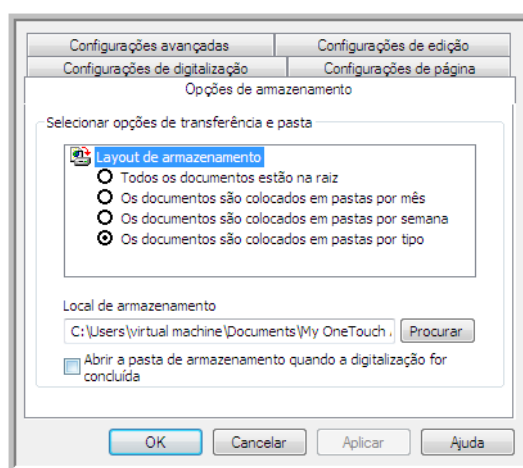 Configurações avançadas
Configurações de edição
Configurações de digitalização
Configurações de página
Opções de armazenamento
Selecionar opções de transferência e pasta
Layout de armazenamento
Todos os documentos estão na raiz
Os documentos são colocados em pastas por mês
Os documentos são colocados em pastas por semana
Os documentos são colocados em pastas por tipo
Local de armazenamento
C:\Users\virtual machine\Documents\My OneTouch
Procurar
Abrir a pasta de armazenamento quando a digitalização for
concluída
OK
Cancelar
Aplicar
Ajuda